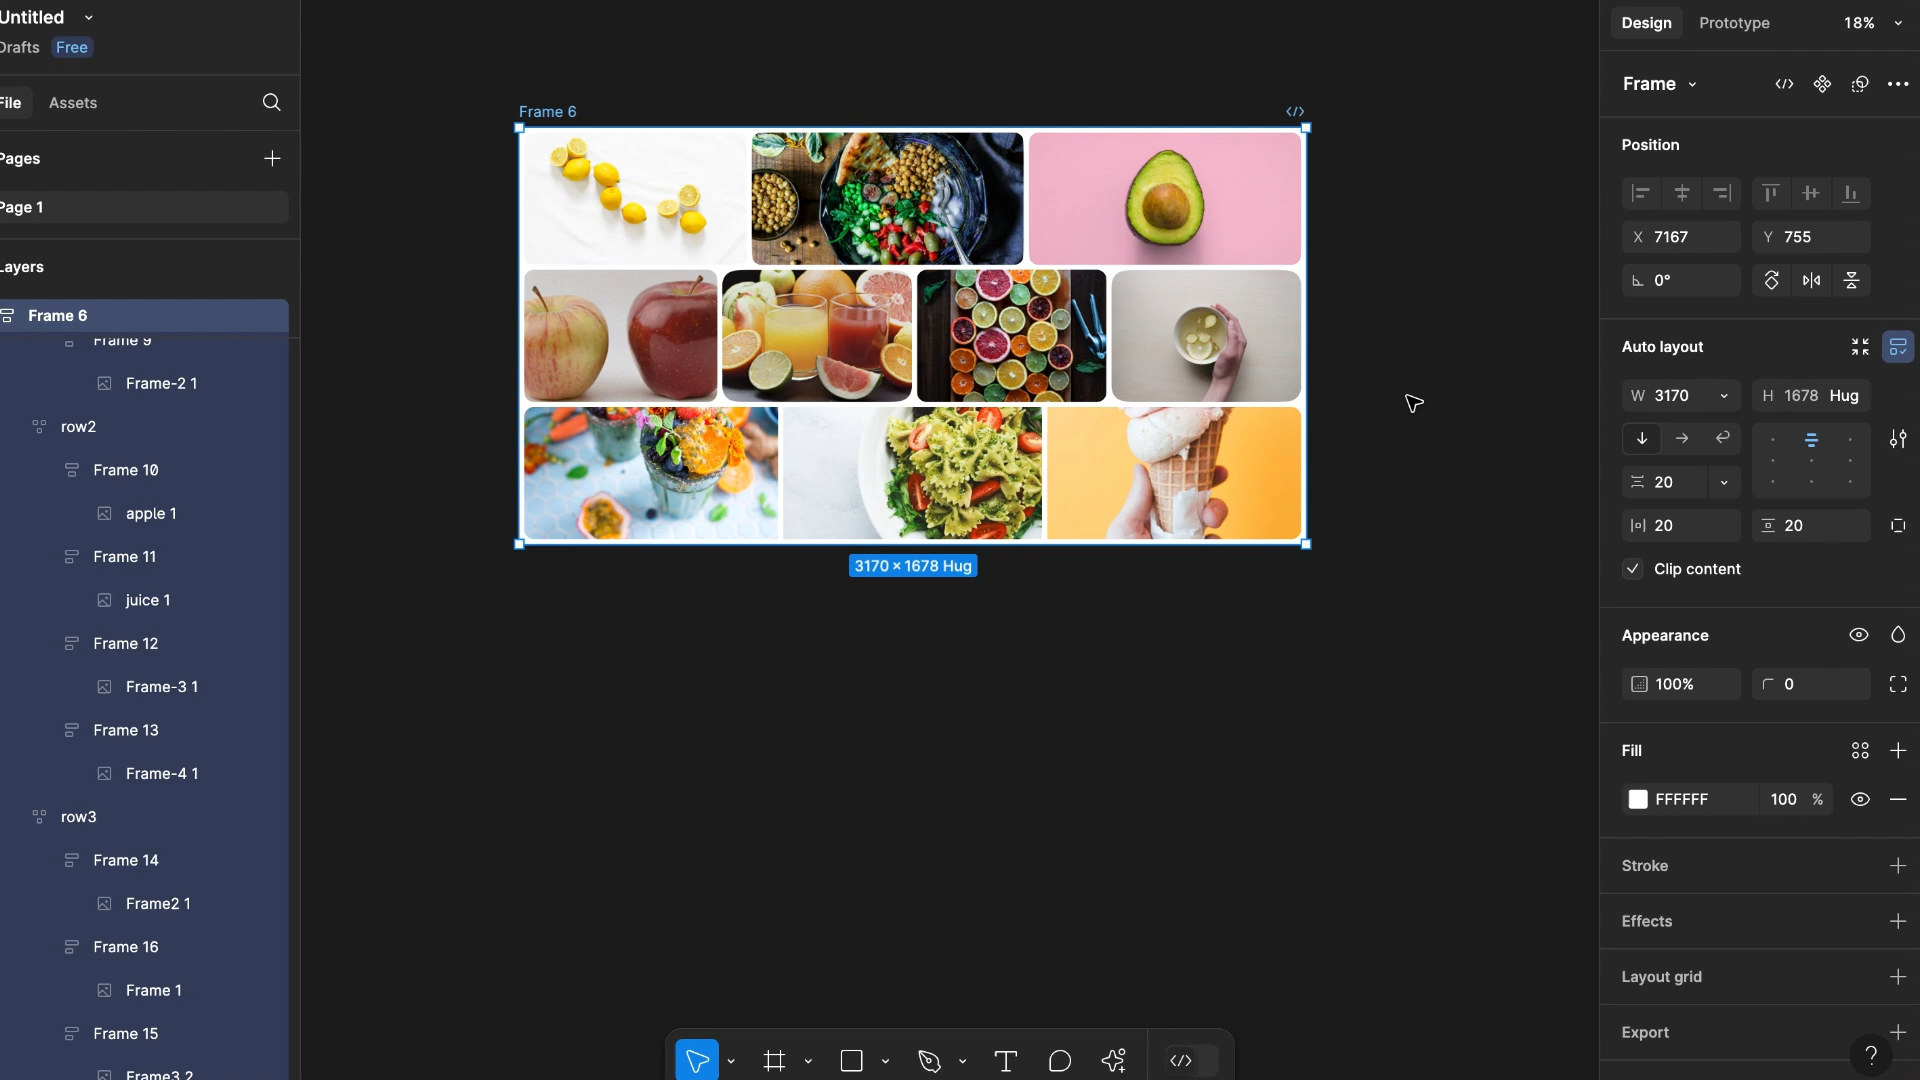 Untitled
Drafts Free
File Assets
Pages
Page 1
Layers
Frame 6
Frame 9
Frame-2 1
row2
Frame 10
apple 1
Frame 11
juice 1
Frame 12
Frame-3 1
Frame 13
Frame-4 1
row3
Frame 14
Frame2 1
Frame 16
Frame 1
Frame 15
Frame3 2
Frame 6
3170 × 1678 Hug
Design Prototype 18%
Frame
Position
X 7167 Y 755
0°
Auto layout
W 3170 H 1678 Hug
20
20 20
Clip content
Appearance
100% 0
Fill
FFFFFF 100 %
Stroke
Effects
Layout grid
Export
?